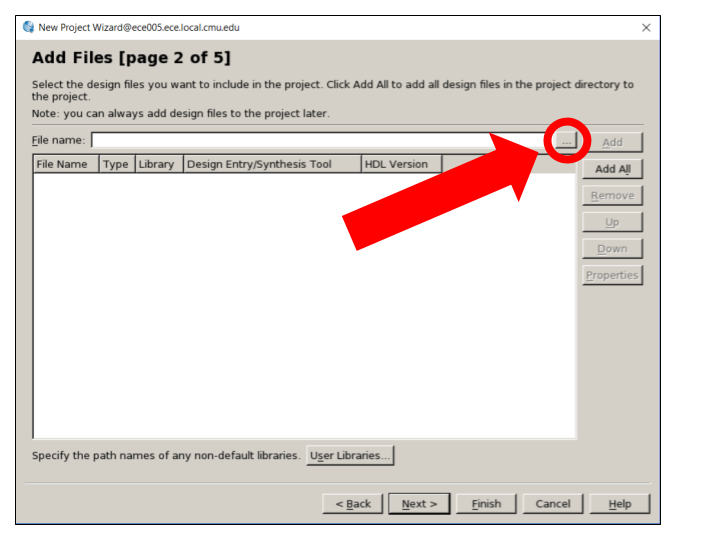 New Project Wizard@ece005.ece.local.cmu.edu
Add Files [page 2 of 5]
Select the design files you want to include in the project. Click Add All to add all design files in the project directory to
the project.
Note: you can always add design files to the project later.
File name: ... Add
File Name Type Library Design Entry/Synthesis Tool HDL Version
Add All
Remove
Up
Down
Properties
Specify the path names of any non-default libraries. User Libraries...
< Back Next > Finish Cancel Help